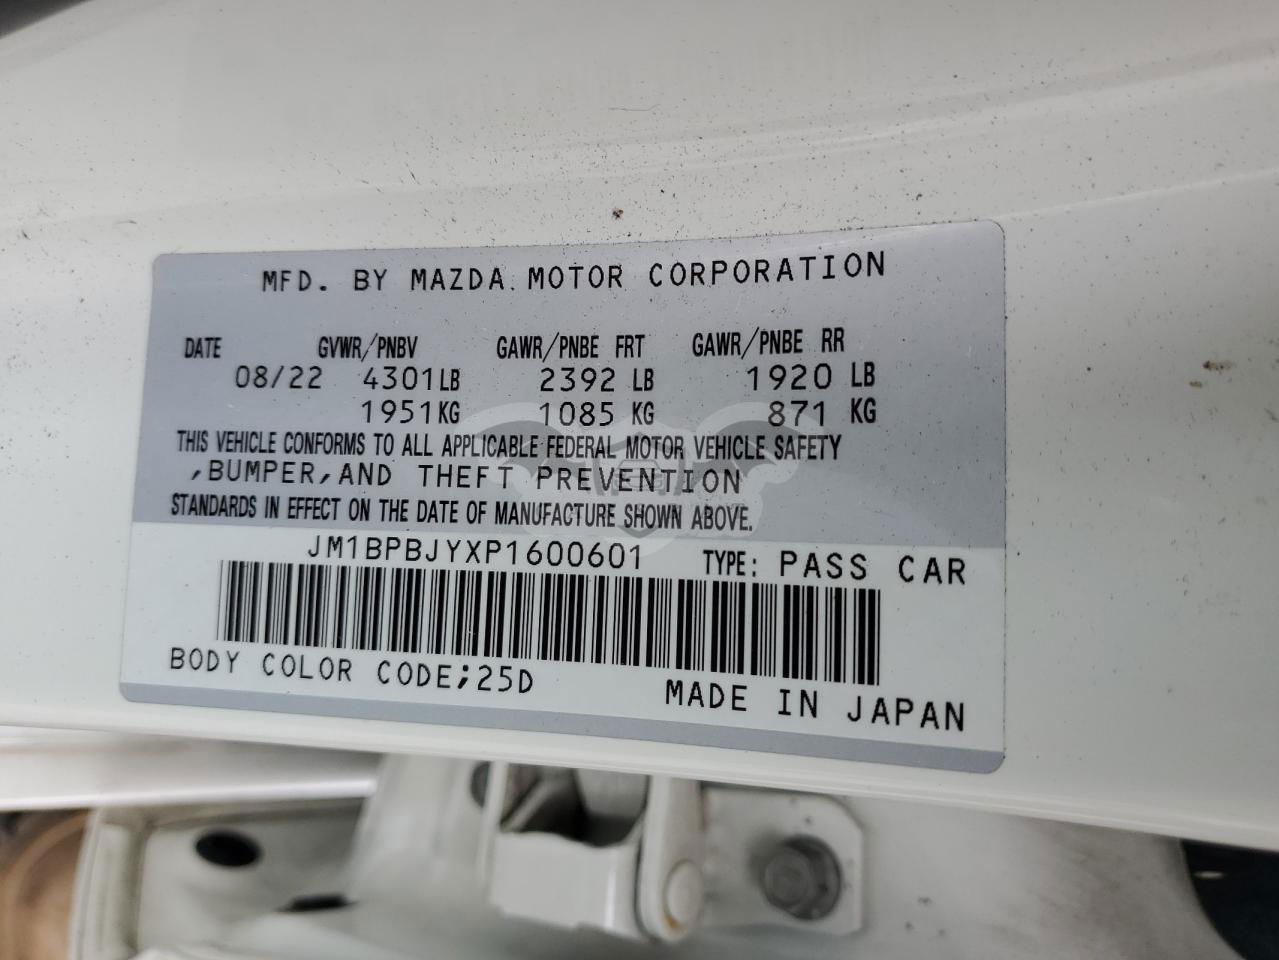 MFD. BY MAZDA MOTOR CORPORATION
DATE GVWR/PNBV GAWR/PNBE FRT GAWR/PNBE RR
08/22 4301LB 2392 LB 1920 LB
1951KG 1085 KG 871 KG
THIS VEHICLE CONFORMS TO ALL APPLICABLE FEDERAL MOTOR VEHICLE SAFETY
,BUMPER,AND THEFT PREVENTION
STANDARDS IN EFFECT ON THE DATE OF MANUFACTURE SHOWN ABOVE.
JM1BPBJYXP1600601 TYPE: PASS CAR
BODY COLOR CODE;25D MADE IN JAPAN